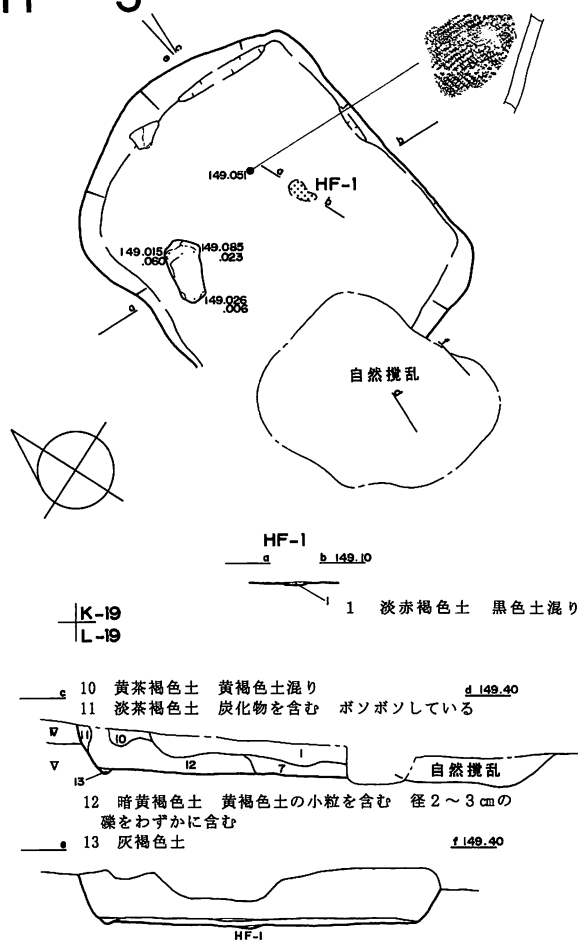 149.051
a
HF-1
b
b
149.015
.060
149.085
.023
149.026
.006
a
f
自然攪乱
HF-1
a b 149.10
1
1 淡赤褐色土 黒色土混り
K-19
L-19
c 10 黄茶褐色土 黄褐色土混り d 149.40
11 淡茶褐色土 炭化物を含む ボソボソしている
Ⅳ 11 10 1
Ⅴ 12 7 自然攪乱
13
12 暗黄褐色土 黄褐色土の小粒を含む 径2～3㎝の
礫をわずかに含む
e 13 灰褐色土 f 149.40
HF-1